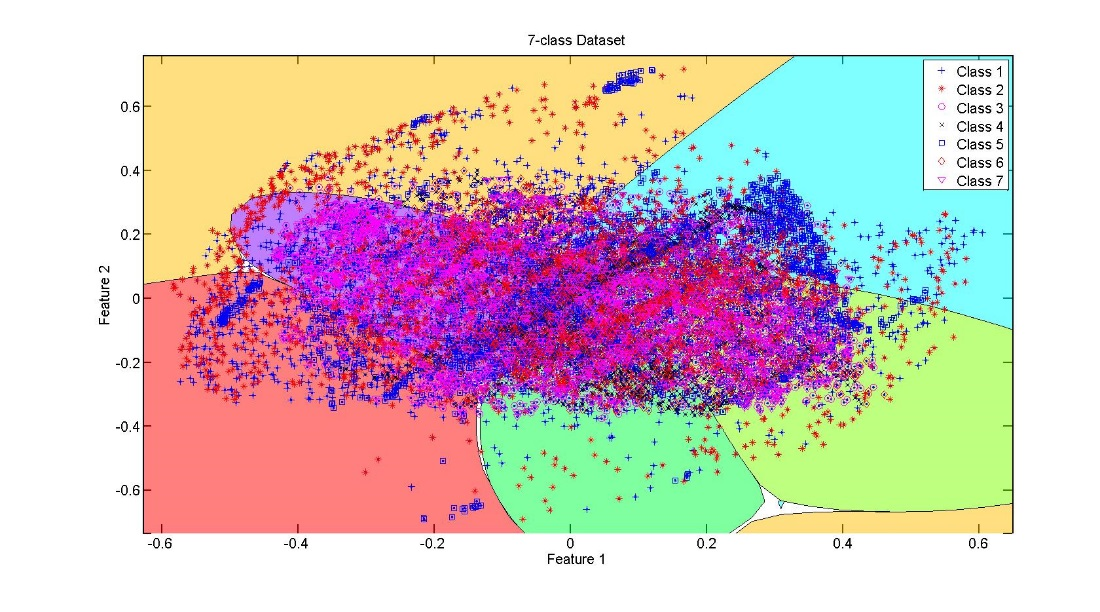 7-class Dataset
Class 1
Class 2
Class 3
Class 4
Class 5
Class 6
Class 7
Feature 2
0.6
0.4
0.2
0
-0.2
-0.4
-0.6
-0.6
-0.4
-0.2
0
0.2
0.4
0.6
Feature 1